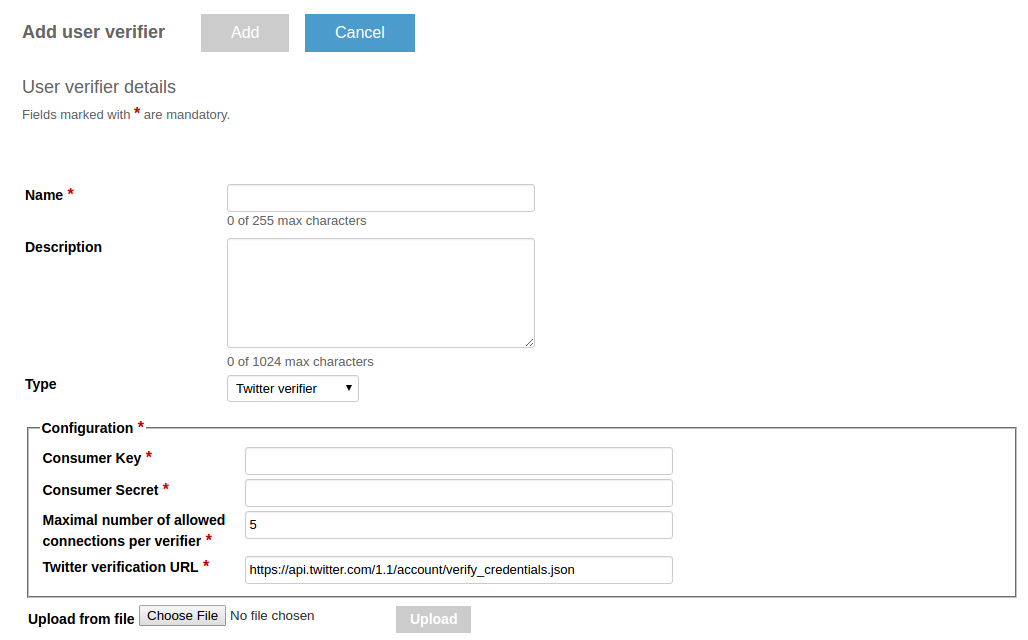 Add user verifier Add Cancel
User verifier details
Fields marked with * are mandatory.
Name *
0 of 255 max characters
Description
0 of 1024 max characters
Type Twitter verifier
Configuration *
Consumer Key *
Consumer Secret *
Maximal number of allowed
connections per verifier * 5
Twitter verification URL * https://api.twitter.com/1.1/account/verify_credentials.json
Upload from file Choose File No file chosen Upload